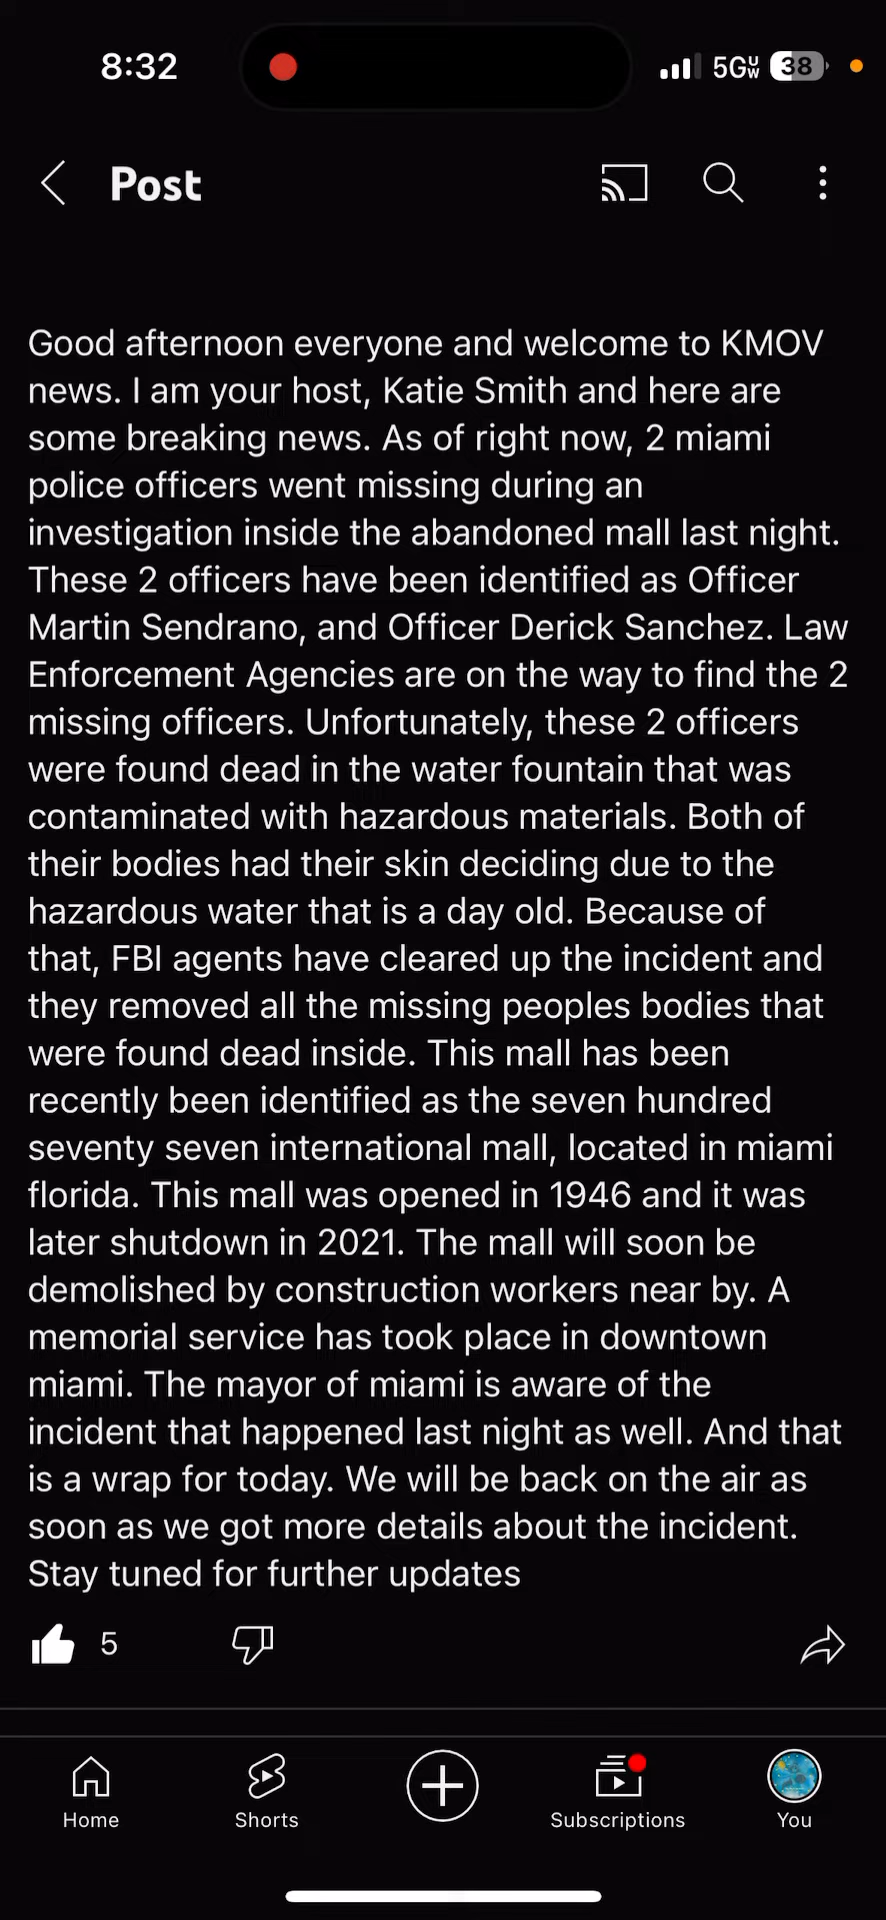 8:32
5GUW
38
Post
Good afternoon everyone and welcome to KMOV
news. I am your host, Katie Smith and here are
some breaking news. As of right now, 2 miami
police officers went missing during an
investigation inside the abandoned mall last night.
These 2 officers have been identified as Officer
Martin Sendrano, and Officer Derick Sanchez. Law
Enforcement Agencies are on the way to find the 2
missing officers. Unfortunately, these 2 officers
were found dead in the water fountain that was
contaminated with hazardous materials. Both of
their bodies had their skin deciding due to the
hazardous water that is a day old. Because of
that, FBI agents have cleared up the incident and
they removed all the missing peoples bodies that
were found dead inside. This mall has been
recently been identified as the seven hundred
seventy seven international mall, located in miami
florida. This mall was opened in 1946 and it was
later shutdown in 2021. The mall will soon be
demolished by construction workers near by. A
memorial service has took place in downtown
miami. The mayor of miami is aware of the
incident that happened last night as well. And that
is a wrap for today. We will be back on the air as
soon as we got more details about the incident.
Stay tuned for further updates
5
Home
Shorts
Subscriptions
You